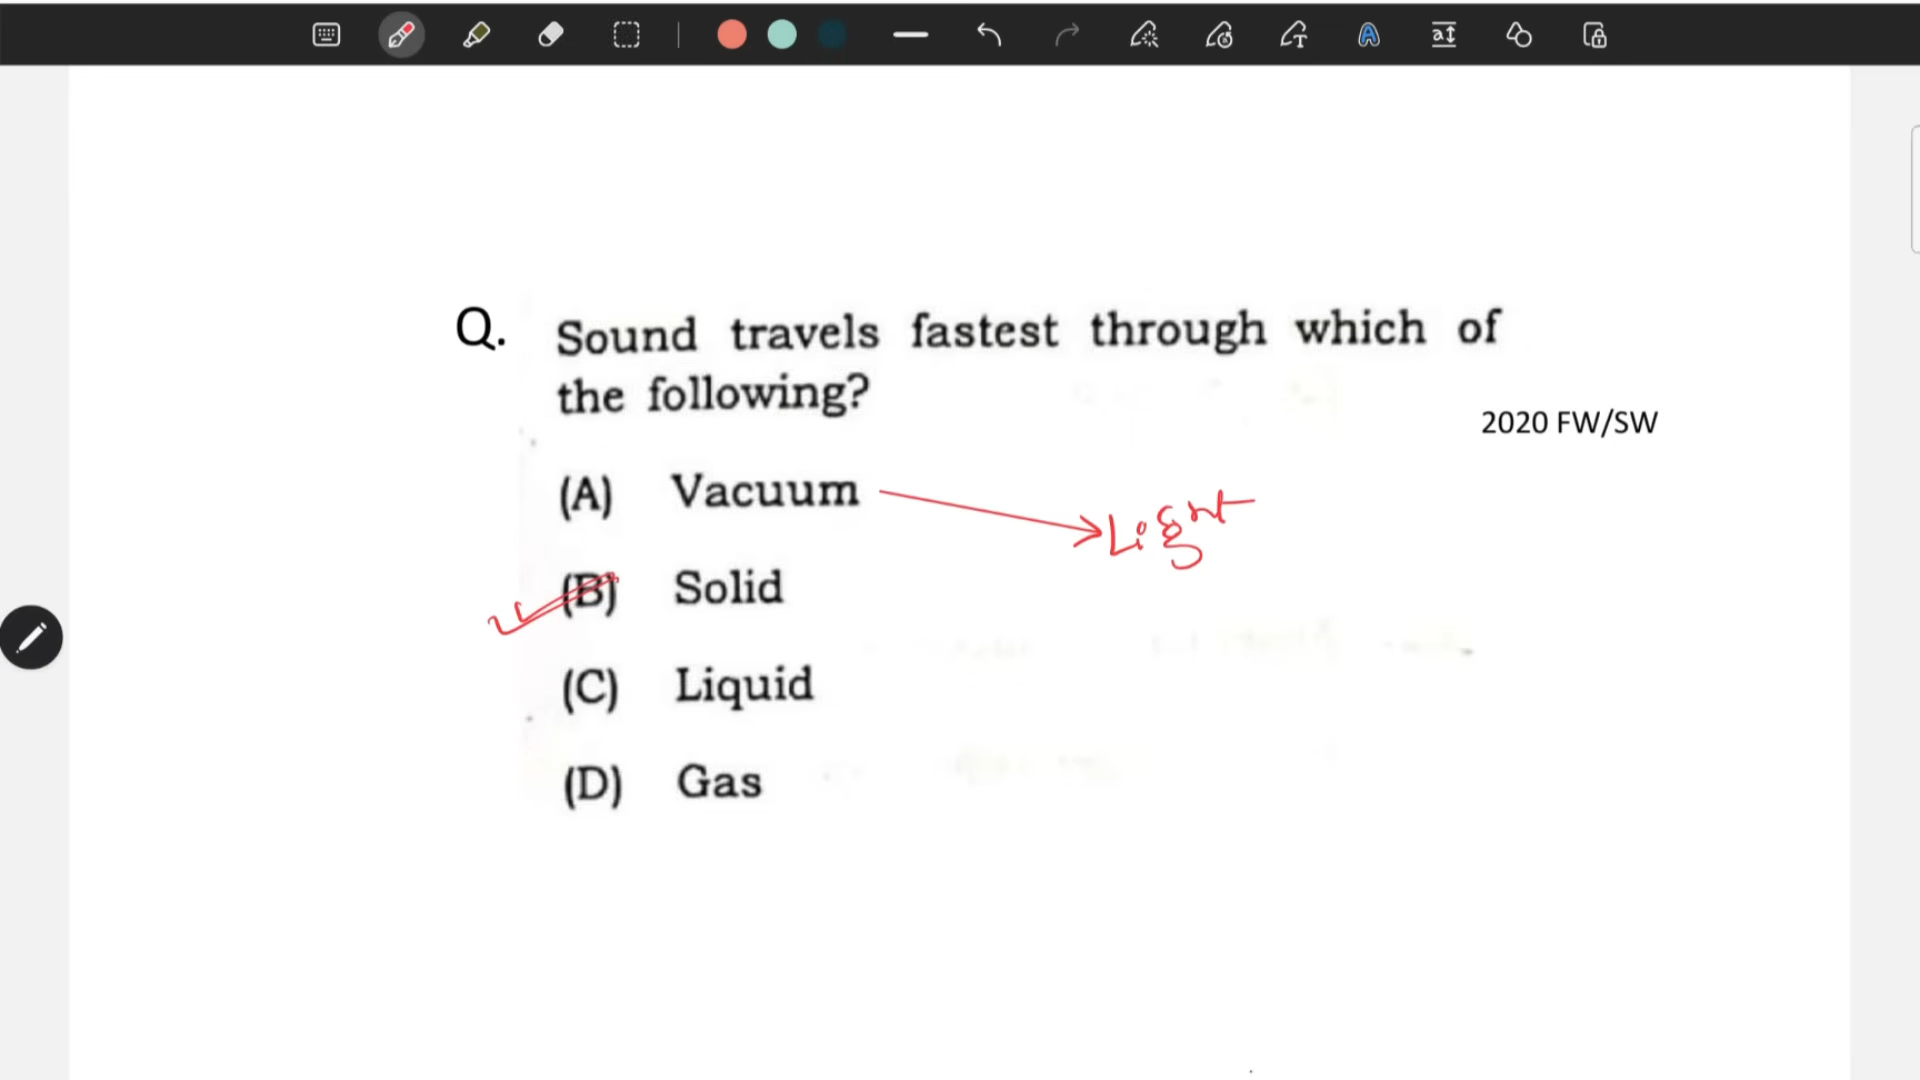 Q. Sound travels fastest through which of
the following?
2020 FW/SW
(A) Vacuum
Light
(B) Solid
(C) Liquid
(D) Gas